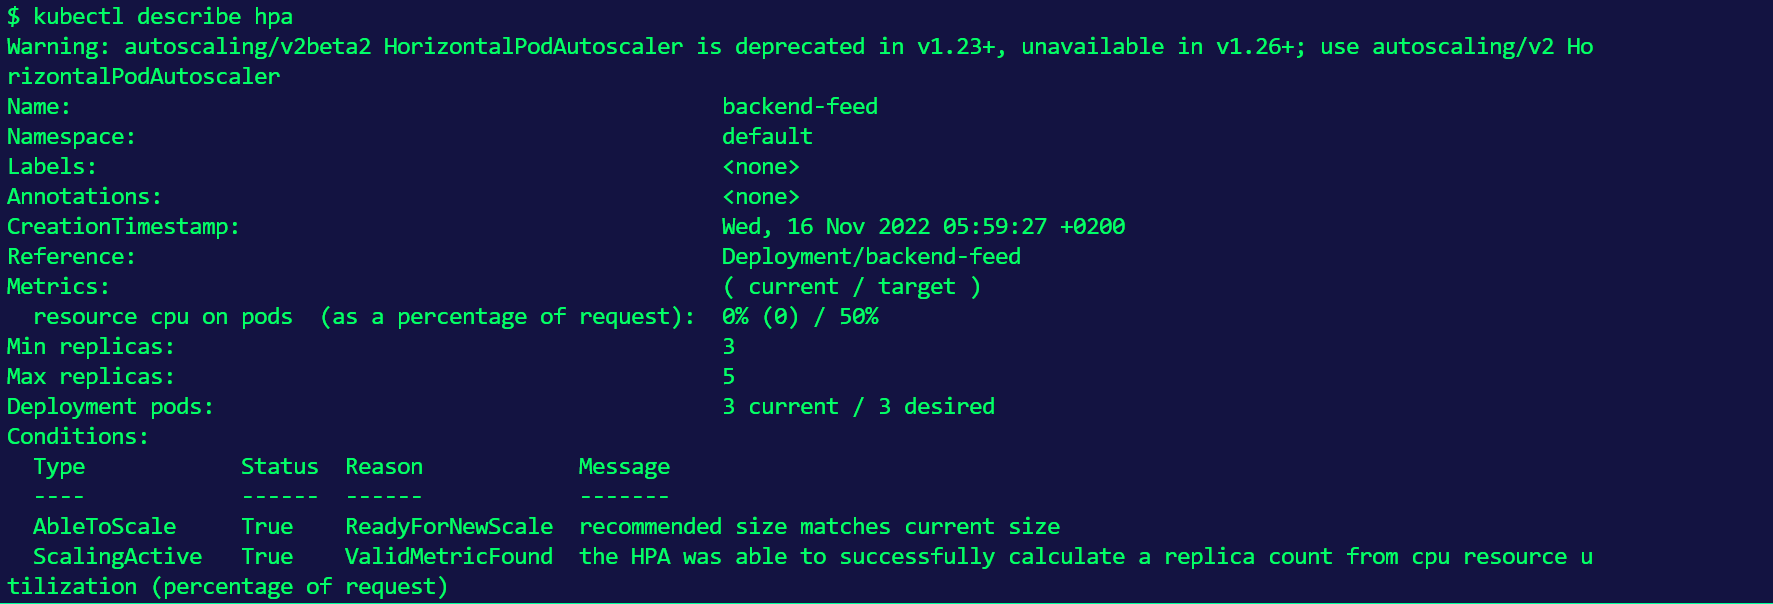 $ kubectl describe hpa
Warning: autoscaling/v2beta2 HorizontalPodAutoscaler is deprecated in v1.23+, unavailable in v1.26+; use autoscaling/v2 Ho
rizontalPodAutoscaler
Name:                                                  backend-feed
Namespace:                                             default
Labels:                                                <none>
Annotations:                                           <none>
CreationTimestamp:                                     Wed, 16 Nov 2022 05:59:27 +0200
Reference:                                             Deployment/backend-feed
Metrics:                                               ( current / target )
  resource cpu on pods  (as a percentage of request):  0% (0) / 50%
Min replicas:                                          3
Max replicas:                                          5
Deployment pods:                                       3 current / 3 desired
Conditions:
  Type            Status  Reason            Message
  ----            ------  ------            -------
  AbleToScale     True    ReadyForNewScale  recommended size matches current size
  ScalingActive   True    ValidMetricFound  the HPA was able to successfully calculate a replica count from cpu resource u
tilization (percentage of request)